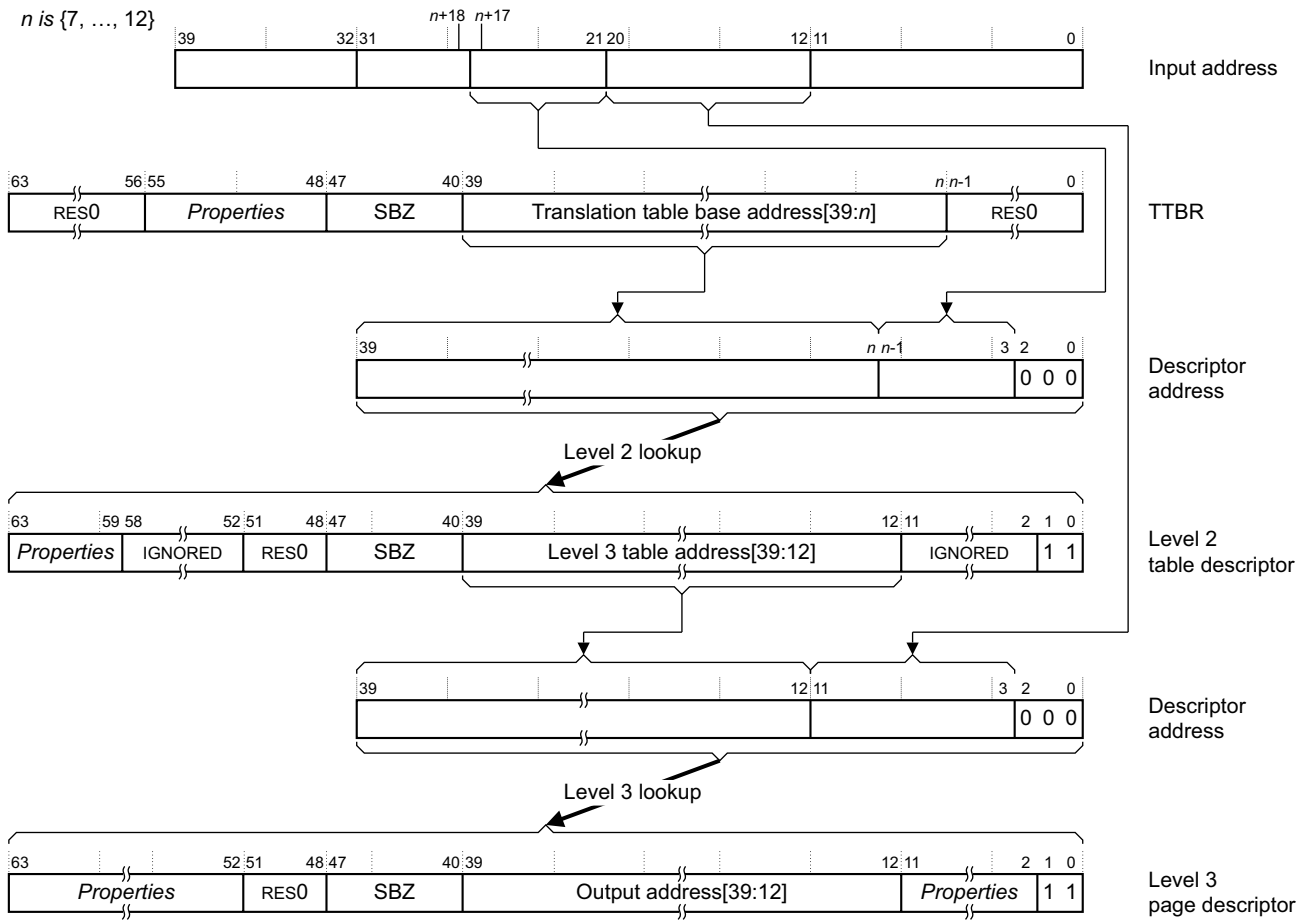 n is {7, …, 12}
n+18 n+17
39 32 31 21 20 12 11 0
Input address
63 56 55 48 47 40 39 n n-1 0
RES0 Properties SBZ Translation table base address[39:n] RES0
TTBR
39 n n-1 3 2 0
0 0 0
Descriptor
address
Level 2 lookup
63 59 58 52 51 48 47 40 39 12 11 2 1 0
Properties IGNORED RES0 SBZ Level 3 table address[39:12] IGNORED 1 1
Level 2
table descriptor
39 12 11 3 2 0
0 0 0
Descriptor
address
Level 3 lookup
63 52 51 48 47 40 39 12 11 2 1 0
Properties RES0 SBZ Output address[39:12] Properties 1 1
Level 3
page descriptor